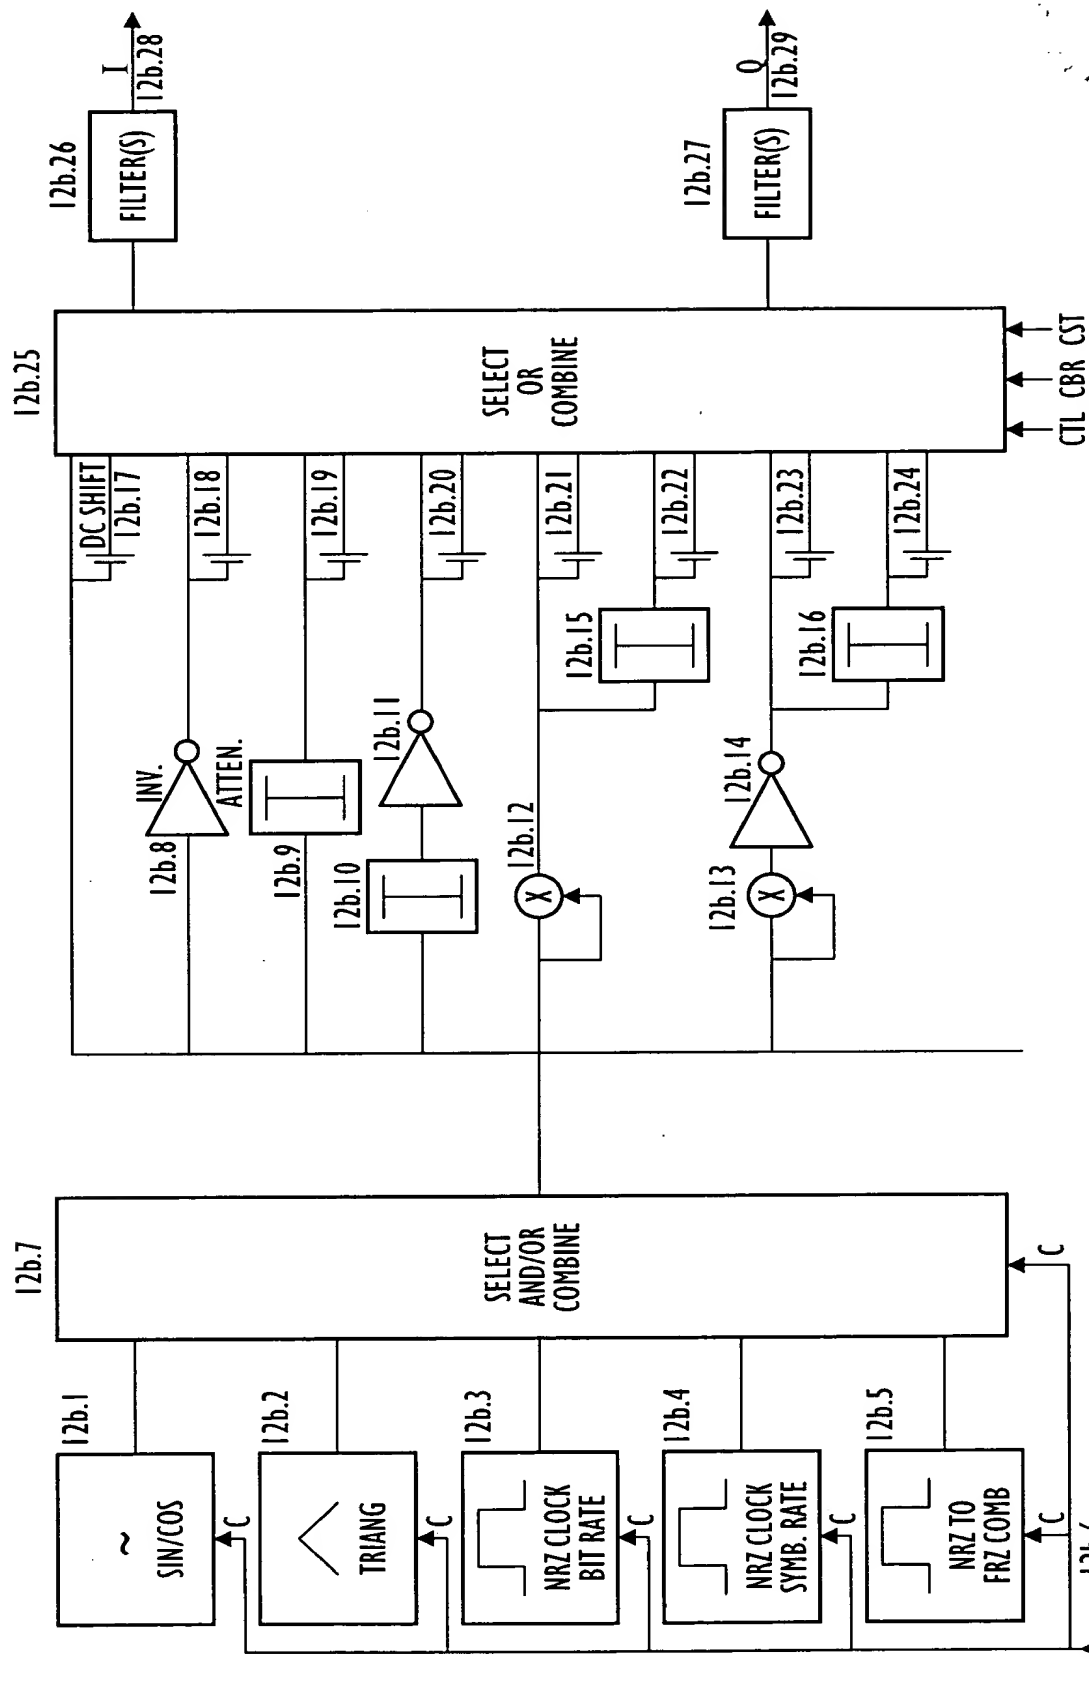 12b.1
~
SIN/COS
C
12b.2
TRIANG
C
12b.3
NRZ CLOCK
BIT RATE
C
12b.4
NRZ CLOCK
SYMB. RATE
C
12b.5
NRZ TO
FRZ COMB
C
12b.7
SELECT
AND/OR
COMBINE
C
INV.
12b.8
ATTEN.
12b.9
12b.10
12b.11
12b.12
X
12b.13
X
12b.14
12b.15
12b.16
DC SHIFT
12b.17
12b.18
12b.19
12b.20
12b.21
12b.22
12b.23
12b.24
12b.25
SELECT
OR
COMBINE
CTL CBR CST
12b.26
FILTER(S)
I
12b.28
12b.27
FILTER(S)
Q
12b.29